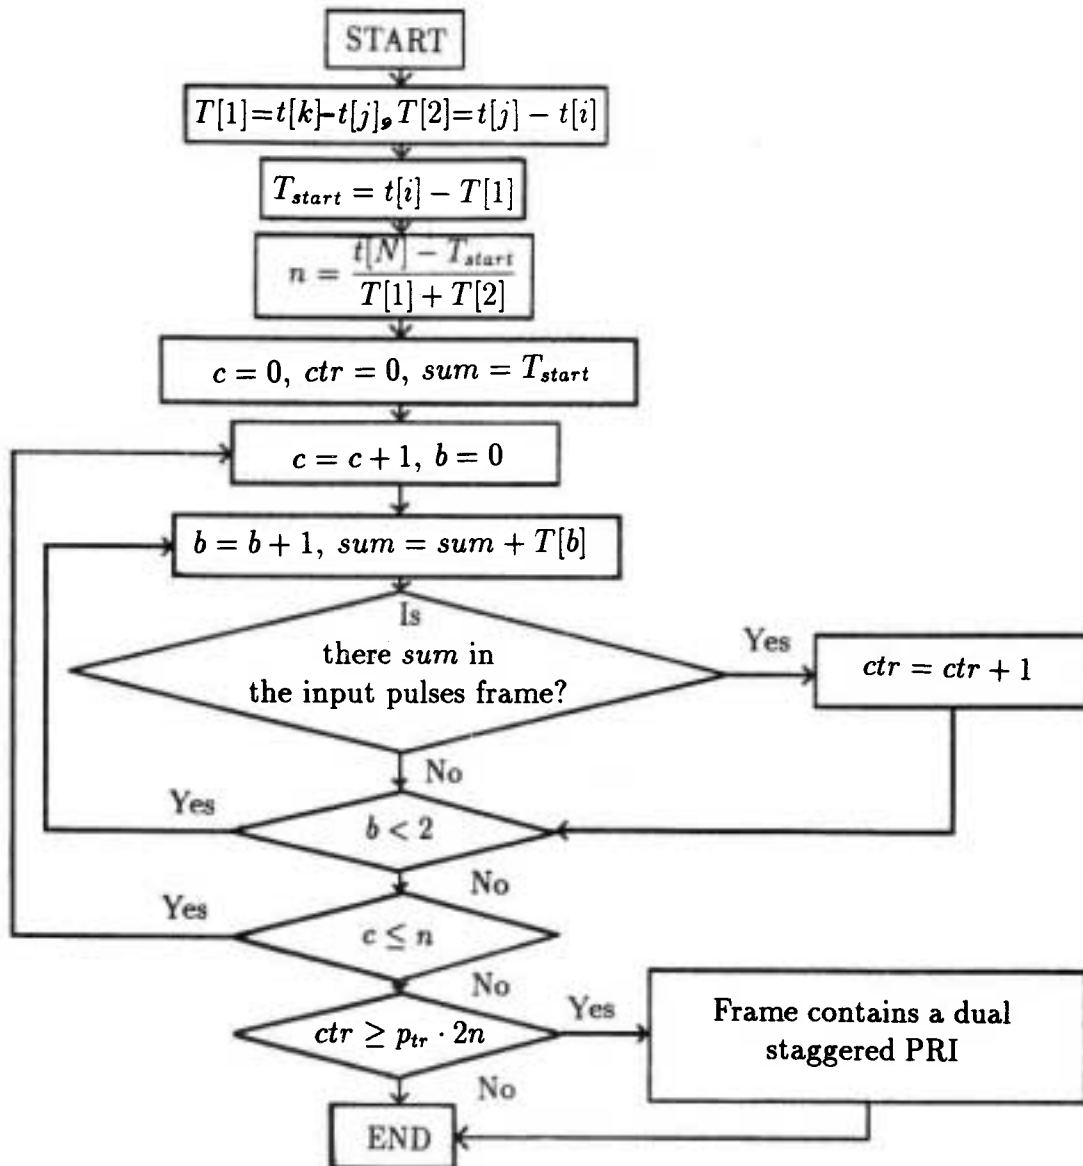 START
T[1]=t[k]-t[j], T[2]=t[j] - t[i]
T_start = t[i] - T[1]
n = (t[N] - T_start) / (T[1] + T[2])
c = 0, ctr = 0, sum = T_start
c = c + 1, b = 0
b = b + 1, sum = sum + T[b]
Is
there sum in
the input pulses frame?
Yes
ctr = ctr + 1
No
Yes
b < 2
No
Yes
c ≤ n
No
ctr ≥ p_tr · 2n
Yes
Frame contains a dual
staggered PRI
No
END